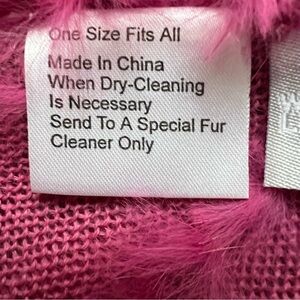 One Size Fits All
Made In China
When Dry-Cleaning
Is Necessary
Send To A Special Fur
Cleaner Only